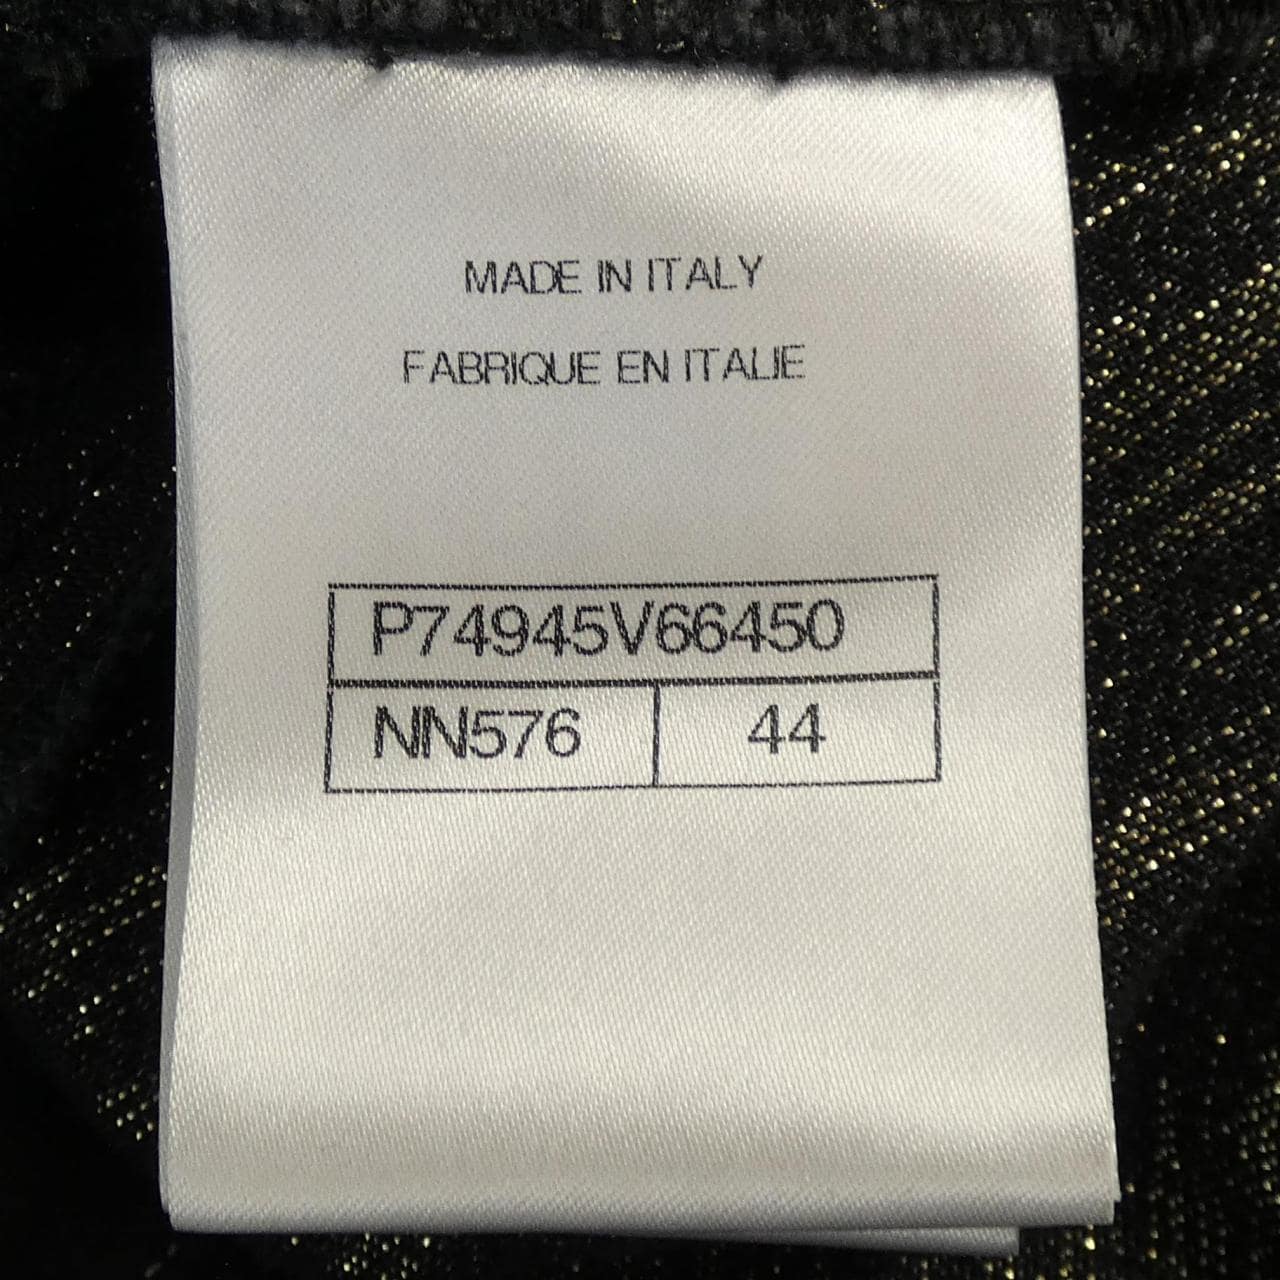 MADE IN ITALY
FABRIQUE EN ITALIE
P74945V66450
NN576 44